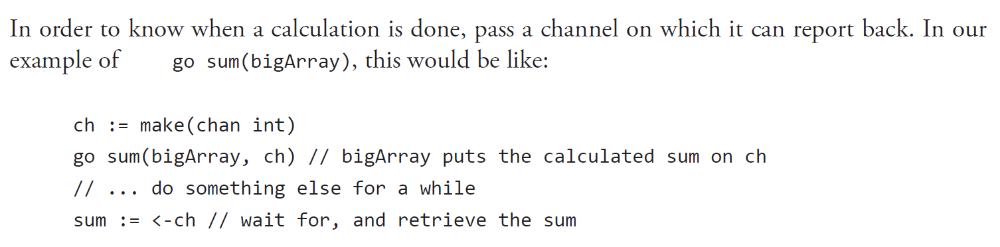 In order to know when a calculation is done, pass a channel on which it can report back. In our
example of go sum(bigArray), this would be like:
ch := make(chan int)
go sum(bigArray, ch) // bigArray puts the calculated sum on ch
// ... do something else for a while
sum := <-ch // wait for, and retrieve the sum